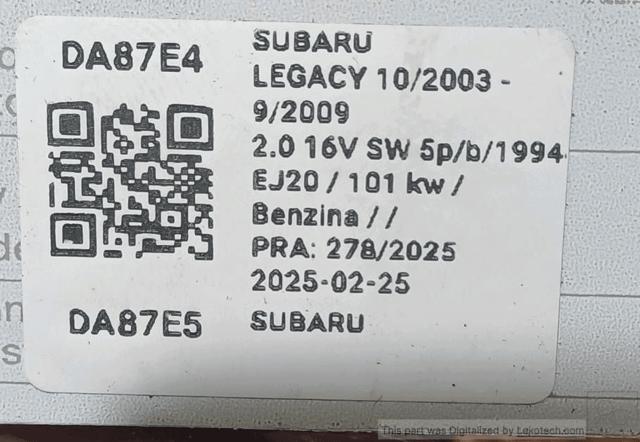 DA87E4
SUBARU
LEGACY 10/2003 -
9/2009
2.0 16V SW 5p/b/1994
EJ20 / 101 kw /
Benzina / /
PRA: 278/2025
2025-02-25
DA87E5
SUBARU
This part was Digitalized by Lekotech.com